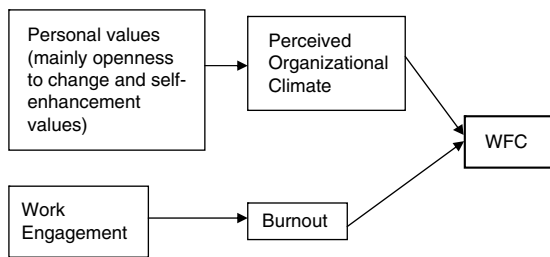 Personal values
(mainly openness
to change and self-
enhancement
values)
Perceived
Organizational
Climate
WFC
Work
Engagement
Burnout